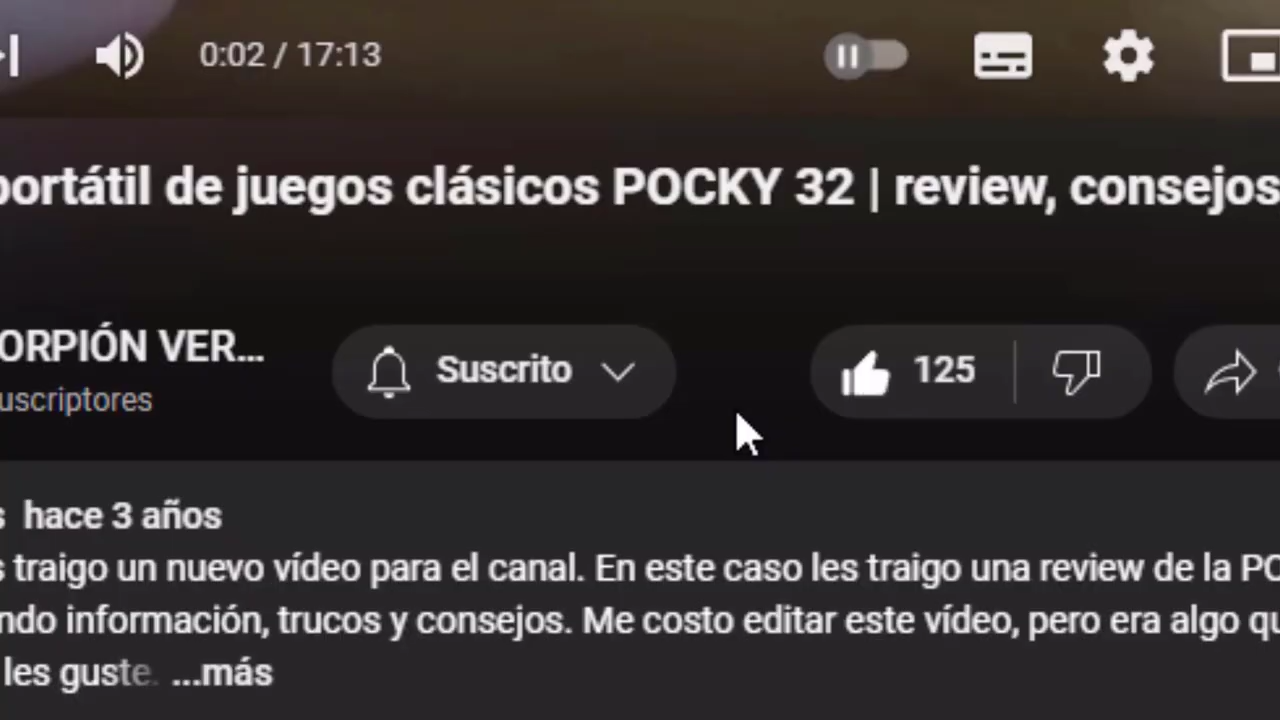 0:02 / 17:13
portátil de juegos clásicos POCKY 32 | review, consejos
ORPIÓN VER...
uscriptores
Suscrito
125
s hace 3 años
s traigo un nuevo vídeo para el canal. En este caso les traigo una review de la PO
ndo información, trucos y consejos. Me costo editar este vídeo, pero era algo qu
les guste. ...más